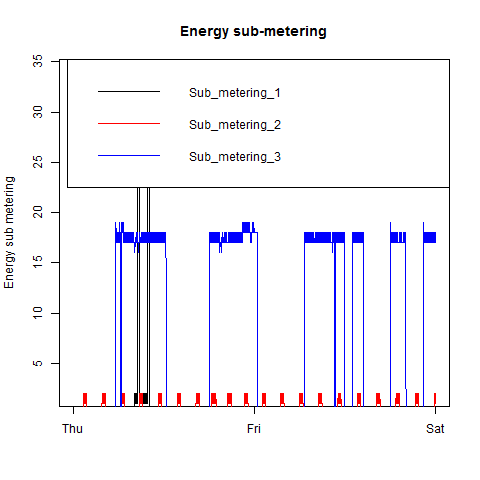 Energy sub-metering
Sub_metering_1
Sub_metering_2
Sub_metering_3
Energy sub metering
35
30
25
20
15
10
5
Thu
Fri
Sat